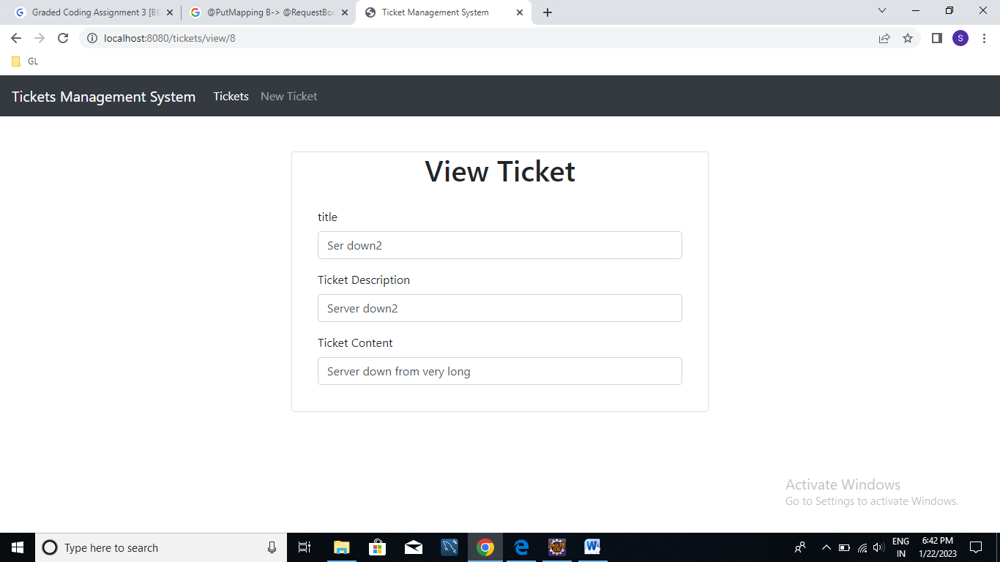 Graded Coding Assignment 3 [BE
@PutMapping B-> @RequestBoc
Ticket Management System
localhost:8080/tickets/view/8
S
GL
Tickets Management System Tickets New Ticket
View Ticket
title
Ser down2
Ticket Description
Server down2
Ticket Content
Server down from very long
Activate Windows
Go to Settings to activate Windows.
Type here to search
ENG
IN
6:42 PM
1/22/2023